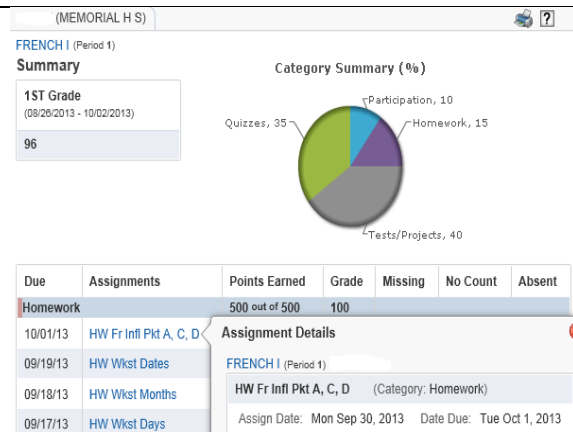 (MEMORIAL H S)
?
FRENCH I (Period 1)
Summary
1ST Grade
(08/26/2013 - 10/02/2013)
96
Category Summary (%)
Participation, 10
Quizzes, 35
Homework, 15
Tests/Projects, 40
Due Assignments Points Earned Grade Missing No Count Absent
Homework 500 out of 500 100
10/01/13 HW Fr Infl Pkt A, C, D
09/19/13 HW Wkst Dates
09/18/13 HW Wkst Months
09/17/13 HW Wkst Days
Assignment Details
FRENCH I (Period 1)
HW Fr Infl Pkt A, C, D (Category: Homework)
Assign Date: Mon Sep 30, 2013 Date Due: Tue Oct 1, 2013